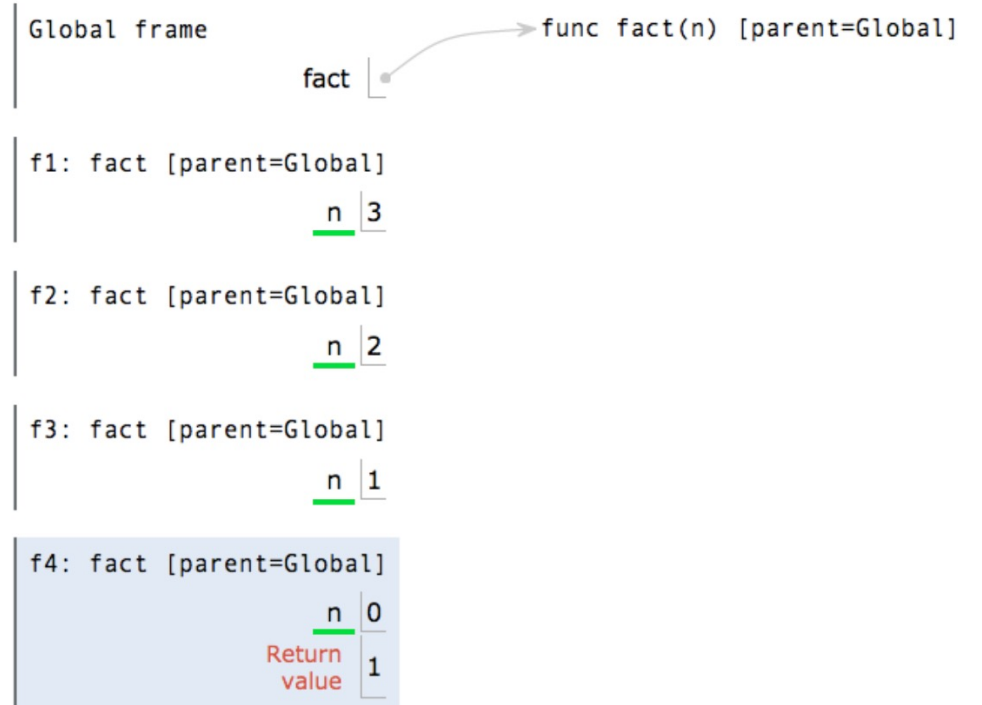 Global frame
func fact(n) [parent=Global]
fact
f1: fact [parent=Global]
n 3
f2: fact [parent=Global]
n 2
f3: fact [parent=Global]
n 1
f4: fact [parent=Global]
n 0
Return
value 1